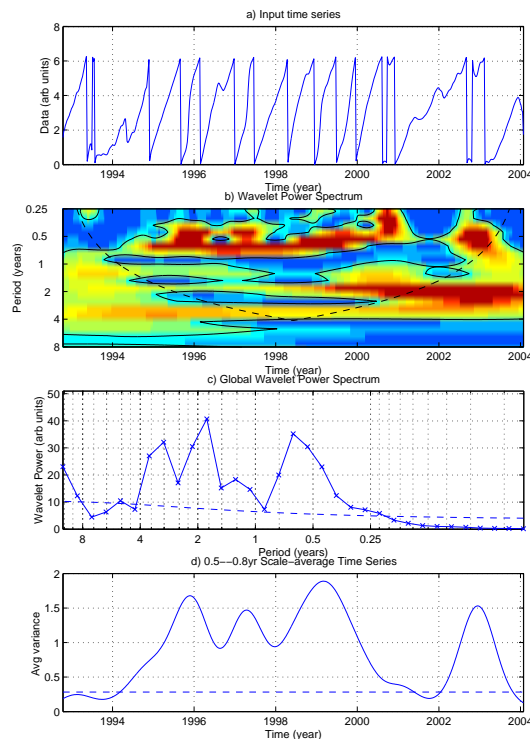 a) Input time series
8
6
4
2
0
Data (arb units)
1994 1996 1998 2000 2002 2004
Time (year)
b) Wavelet Power Spectrum
0.25
0.5
1
2
4
8
Period (years)
1994 1996 1998 2000 2002 2004
Time (year)
c) Global Wavelet Power Spectrum
50
40
30
20
10
0
Wavelet Power (arb units)
8 4 2 1 0.5 0.25
Period (years)
d) 0.5−−0.8yr Scale−average Time Series
2
1.5
1
0.5
0
Avg variance
1994 1996 1998 2000 2002 2004
Time (year)